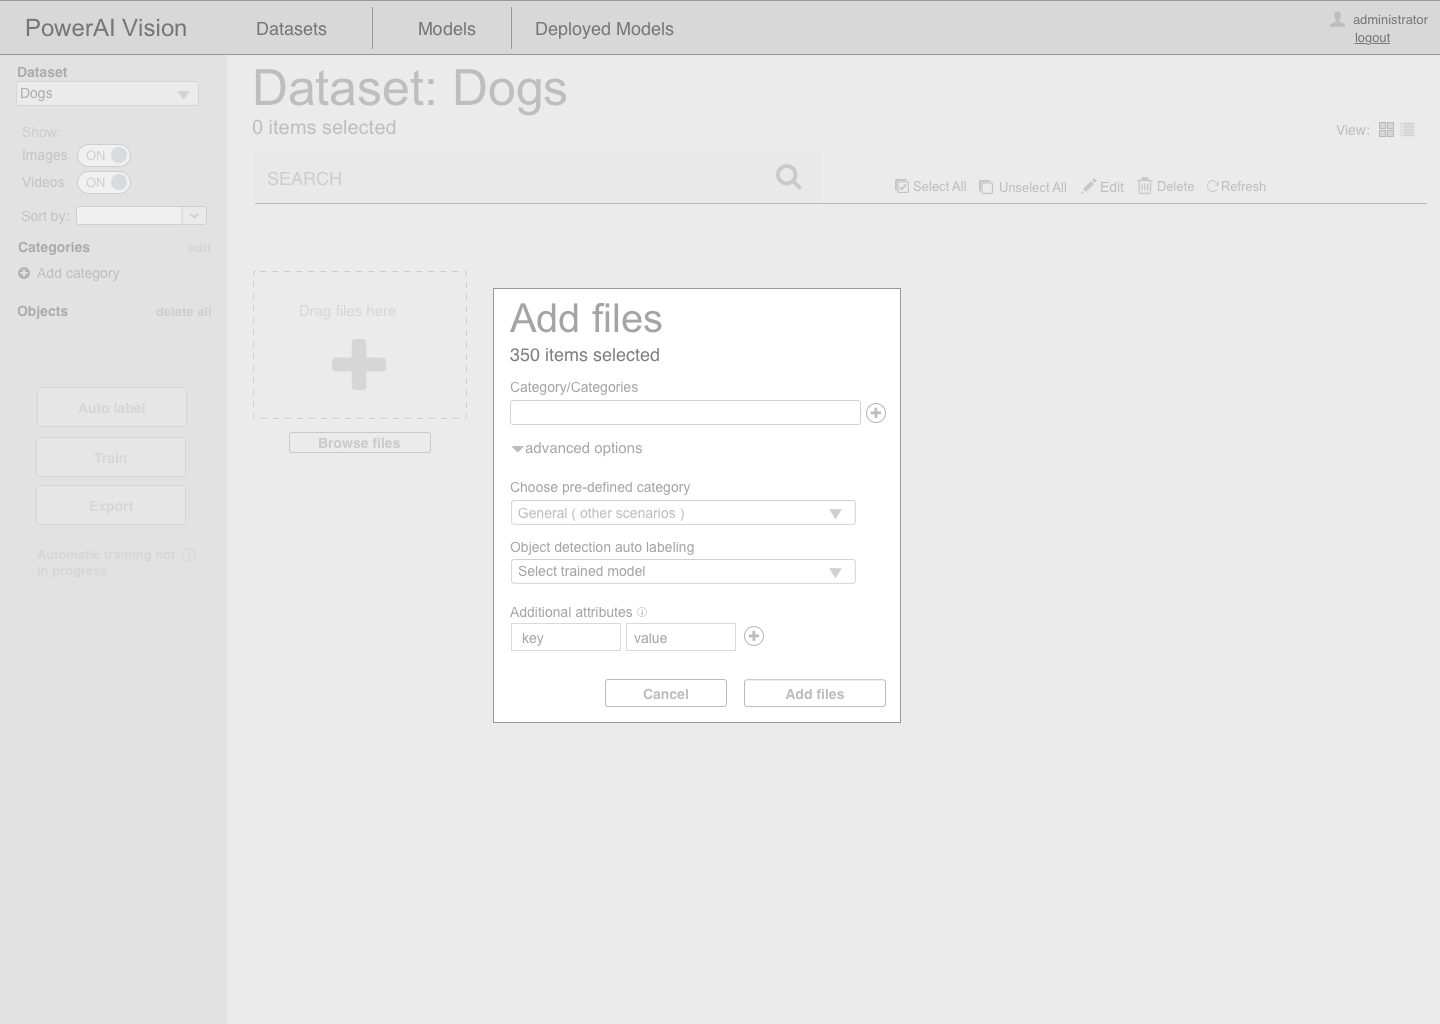 PowerAI Vision
Datasets
Models
Deployed Models
administrator
logout
Dataset
Dogs
Show:
Images ON
Videos ON
Sort by:
Categories edit
Add category
Objects delete all
Auto label
Train
Export
Automatic training not
in progress
Dataset: Dogs
0 items selected
View:
SEARCH
Select All Unselect All Edit Delete Refresh
Drag files here
Browse files
Add files
350 items selected
Category/Categories
advanced options
Choose pre-defined category
General ( other scenarios )
Object detection auto labeling
Select trained model
Additional attributes
key value
Cancel Add files